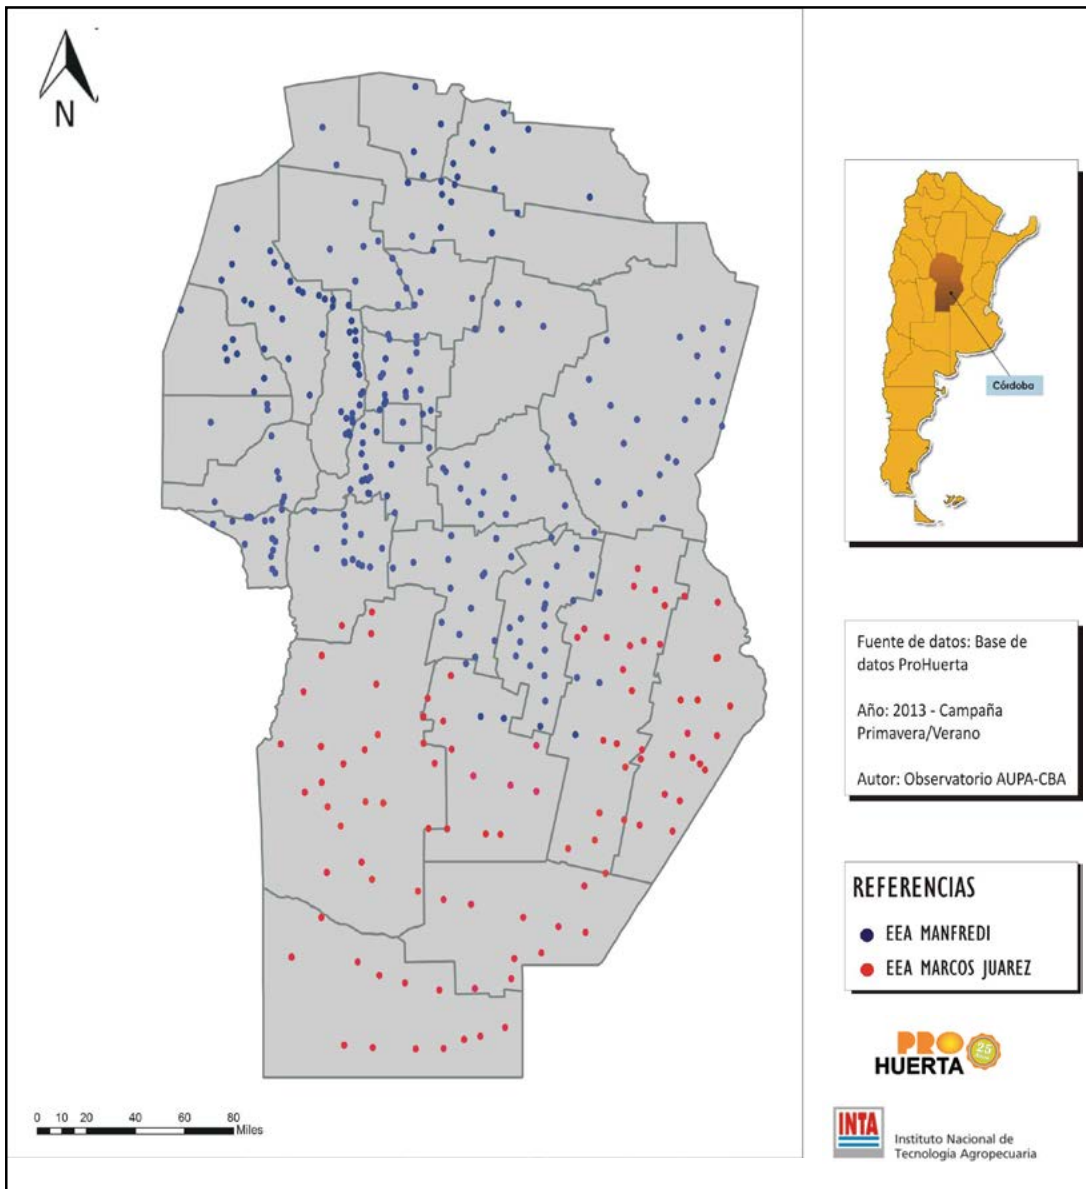 N
Córdoba
Fuente de datos: Base de
datos ProHuerta
Año: 2013 - Campaña
Primavera/Verano
Autor: Observatorio AUPA-CBA
REFERENCIAS
EEA MANFREDI
EEA MARCOS JUAREZ
PRO
HUERTA
25
0 10 20 40 60 80
Miles
INTA
Instituto Nacional de
Tecnología Agropecuaria